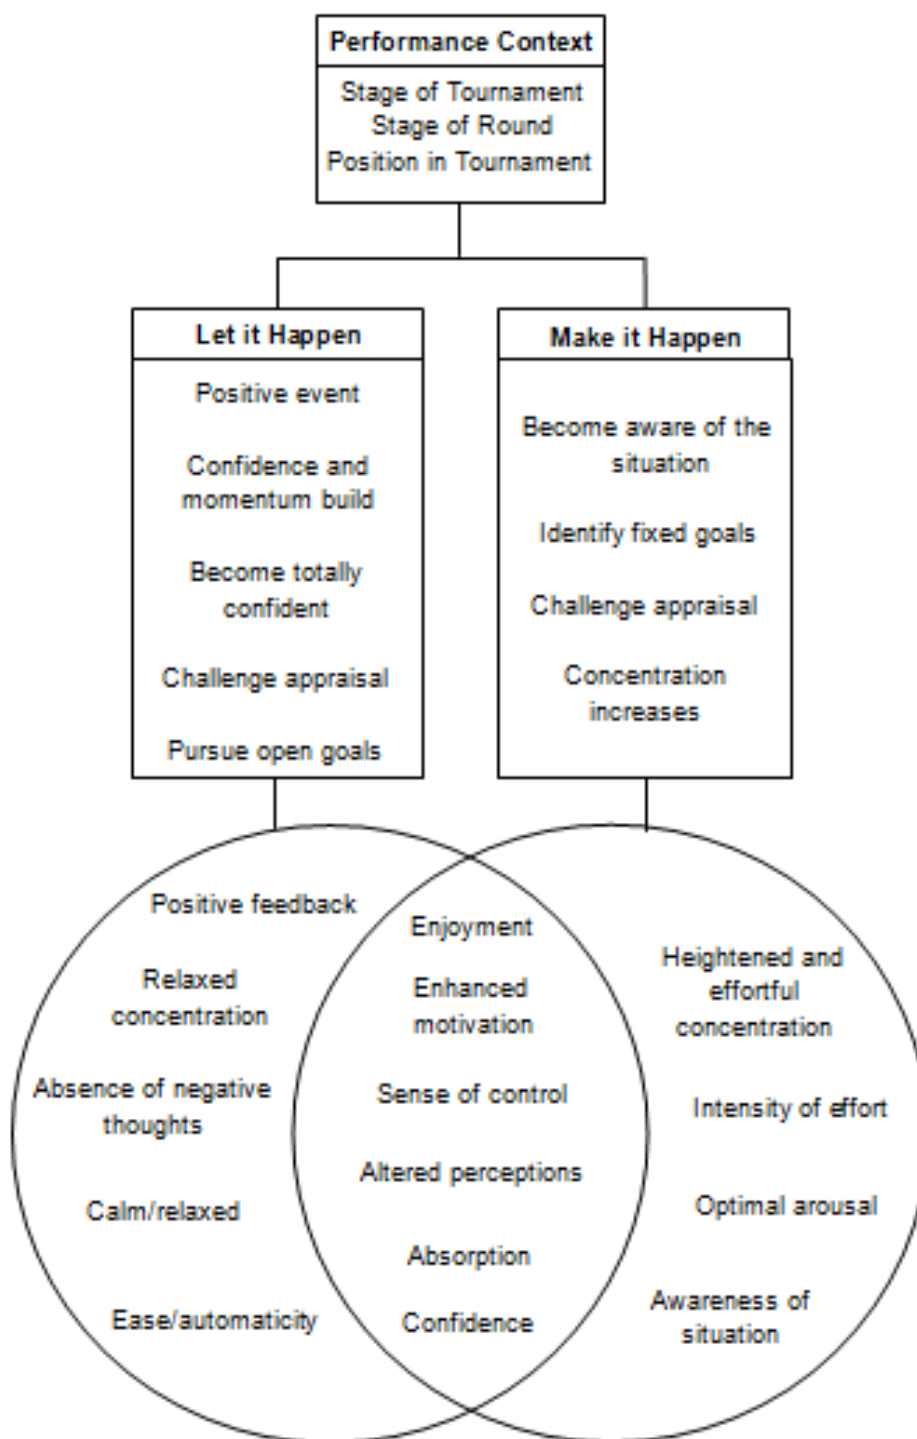 Performance Context
Stage of Tournament
Stage of Round
Position in Tournament
Let it Happen
Positive event
Confidence and
momentum build
Become totally
confident
Challenge appraisal
Pursue open goals
Make it Happen
Become aware of the
situation
Identify fixed goals
Challenge appraisal
Concentration
increases
Positive feedback
Relaxed
concentration
Absence of negative
thoughts
Calm/relaxed
Ease/automaticity
Enjoyment
Enhanced
motivation
Sense of control
Altered perceptions
Absorption
Confidence
Heightened and
effortful
concentration
Intensity of effort
Optimal arousal
Awareness of
situation